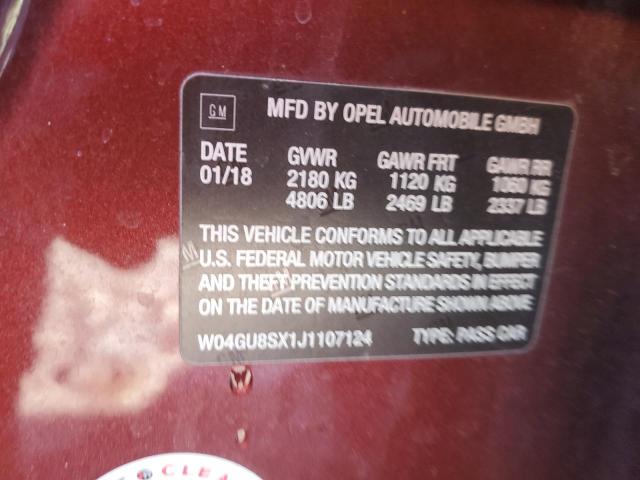 GM
MFD BY OPEL AUTOMOBILE GMBH
DATE GVWR GAWR FRT GAWR RR
01/18 2180 KG 1120 KG 1060 KG
4806 LB 2469 LB 2337 LB
THIS VEHICLE CONFORMS TO ALL APPLICABLE
U.S. FEDERAL MOTOR VEHICLE SAFETY, BUMPER
AND THEFT PREVENTION STANDARDS IN EFFECT
ON THE DATE OF MANUFACTURE SHOWN ABOVE
W04GU8SX1J1107124 TYPE: PASS CAR
CLEA